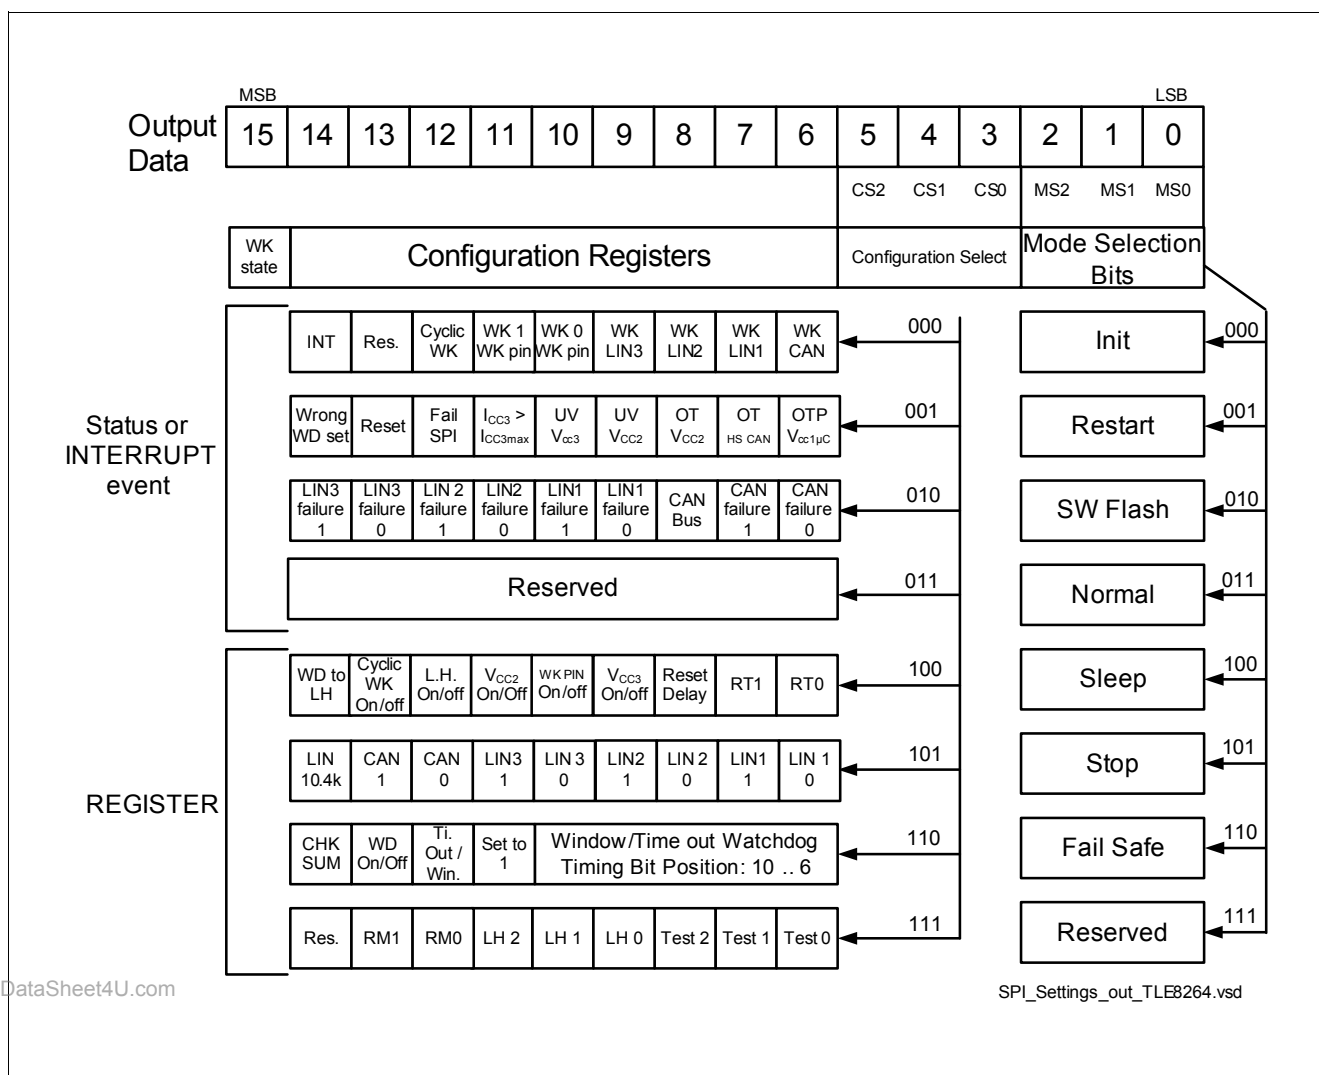 MSB LSB
Output Data 15 14 13 12 11 10 9 8 7 6 5 4 3 2 1 0
CS2 CS1 CS0 MS2 MS1 MS0
WK state Configuration Registers Configuration Select Mode Selection Bits
INT Res. Cyclic WK WK 1 WK pin WK 0 WK pin WK LIN3 WK LIN2 WK LIN1 WK CAN 000 Init 000
Status or INTERRUPT event
Wrong WD set Reset Fail SPI ICC3 > ICC3max UV Vcc3 UV VCC2 OT VCC2 OT HS CAN OTP Vcc1µC 001 Restart 001
LIN3 failure 1 LIN3 failure 0 LIN 2 failure 1 LIN2 failure 0 LIN1 failure 1 LIN1 failure 0 CAN Bus CAN failure 1 CAN failure 0 010 SW Flash 010
Reserved 011 Normal 011
WD to LH Cyclic WK On/off L.H. On/off VCC2 On/Off WK PIN On/off VCC3 On/off Reset Delay RT1 RT0 100 Sleep 100
LIN 10.4k CAN 1 CAN 0 LIN3 1 LIN 3 0 LIN2 1 LIN 2 0 LIN1 1 LIN 1 0 101 Stop 101
REGISTER
CHK SUM WD On/Off Ti. Out / Win. Set to 1 Window/Time out Watchdog Timing Bit Position: 10 .. 6 110 Fail Safe 110
Res. RM1 RM0 LH 2 LH 1 LH 0 Test 2 Test 1 Test 0 111 Reserved 111
DataSheet4U.com SPI_Settings_out_TLE8264.vsd